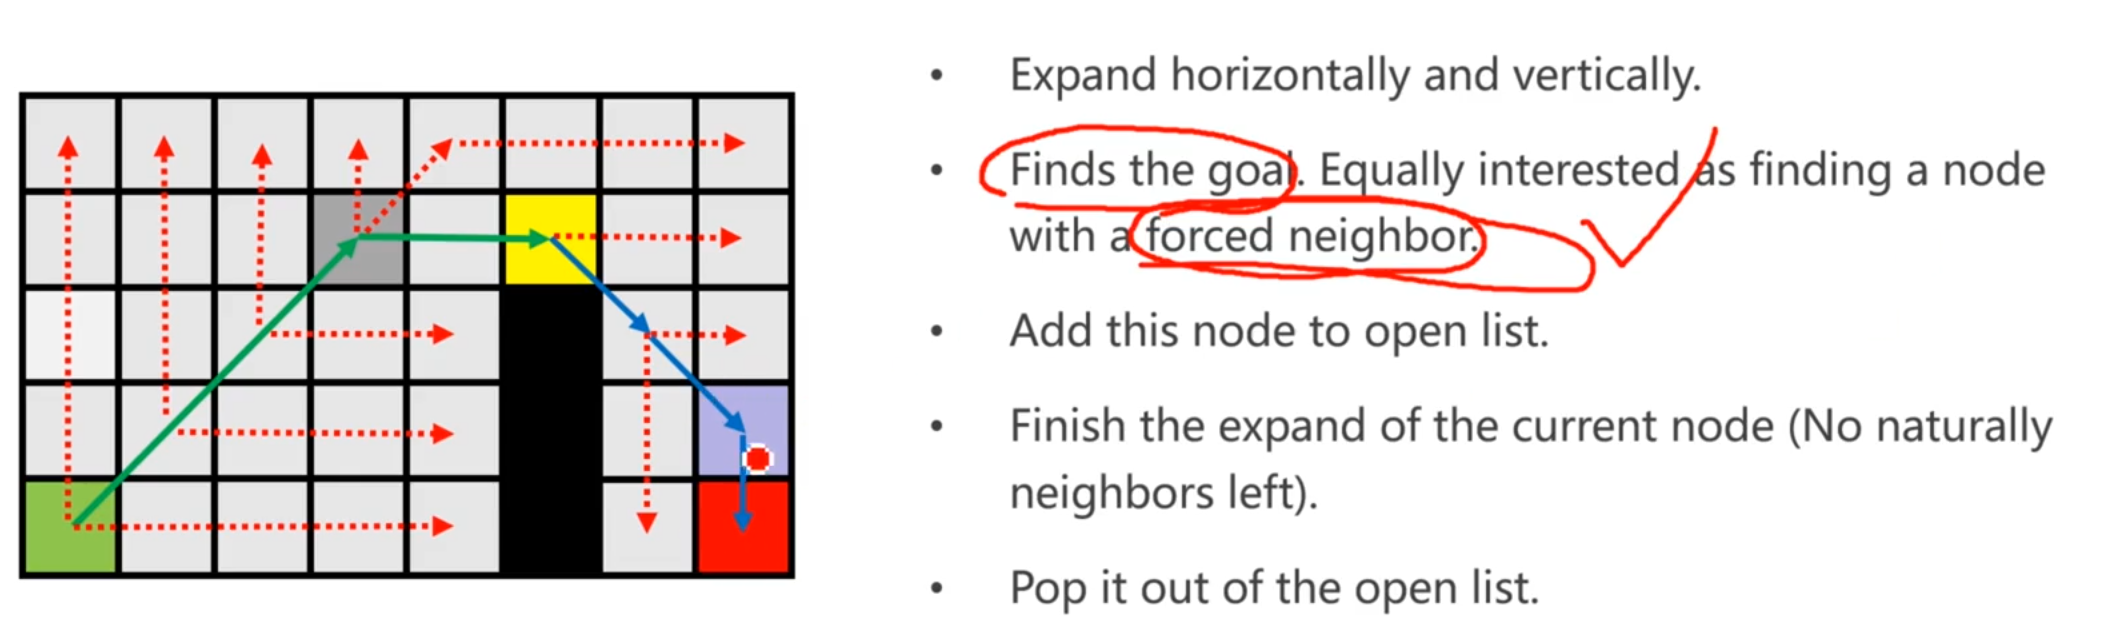 • Expand horizontally and vertically.
• Finds the goal. Equally interested as finding a node
with a forced neighbor.
• Add this node to open list.
• Finish the expand of the current node (No naturally
neighbors left).
• Pop it out of the open list.